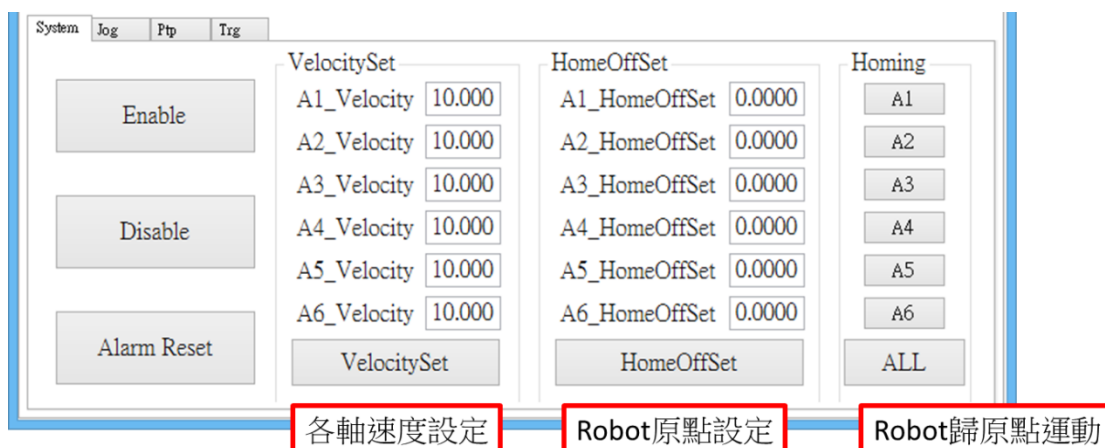 System Jog Ptp Trg
VelocitySet HomeOffSet Homing
Enable
A1_Velocity 10.000 A1_HomeOffSet 0.0000 A1
A2_Velocity 10.000 A2_HomeOffSet 0.0000 A2
A3_Velocity 10.000 A3_HomeOffSet 0.0000 A3
Disable
A4_Velocity 10.000 A4_HomeOffSet 0.0000 A4
A5_Velocity 10.000 A5_HomeOffSet 0.0000 A5
A6_Velocity 10.000 A6_HomeOffSet 0.0000 A6
Alarm Reset
VelocitySet HomeOffSet ALL
各軸速度設定 Robot原點設定 Robot歸原點運動